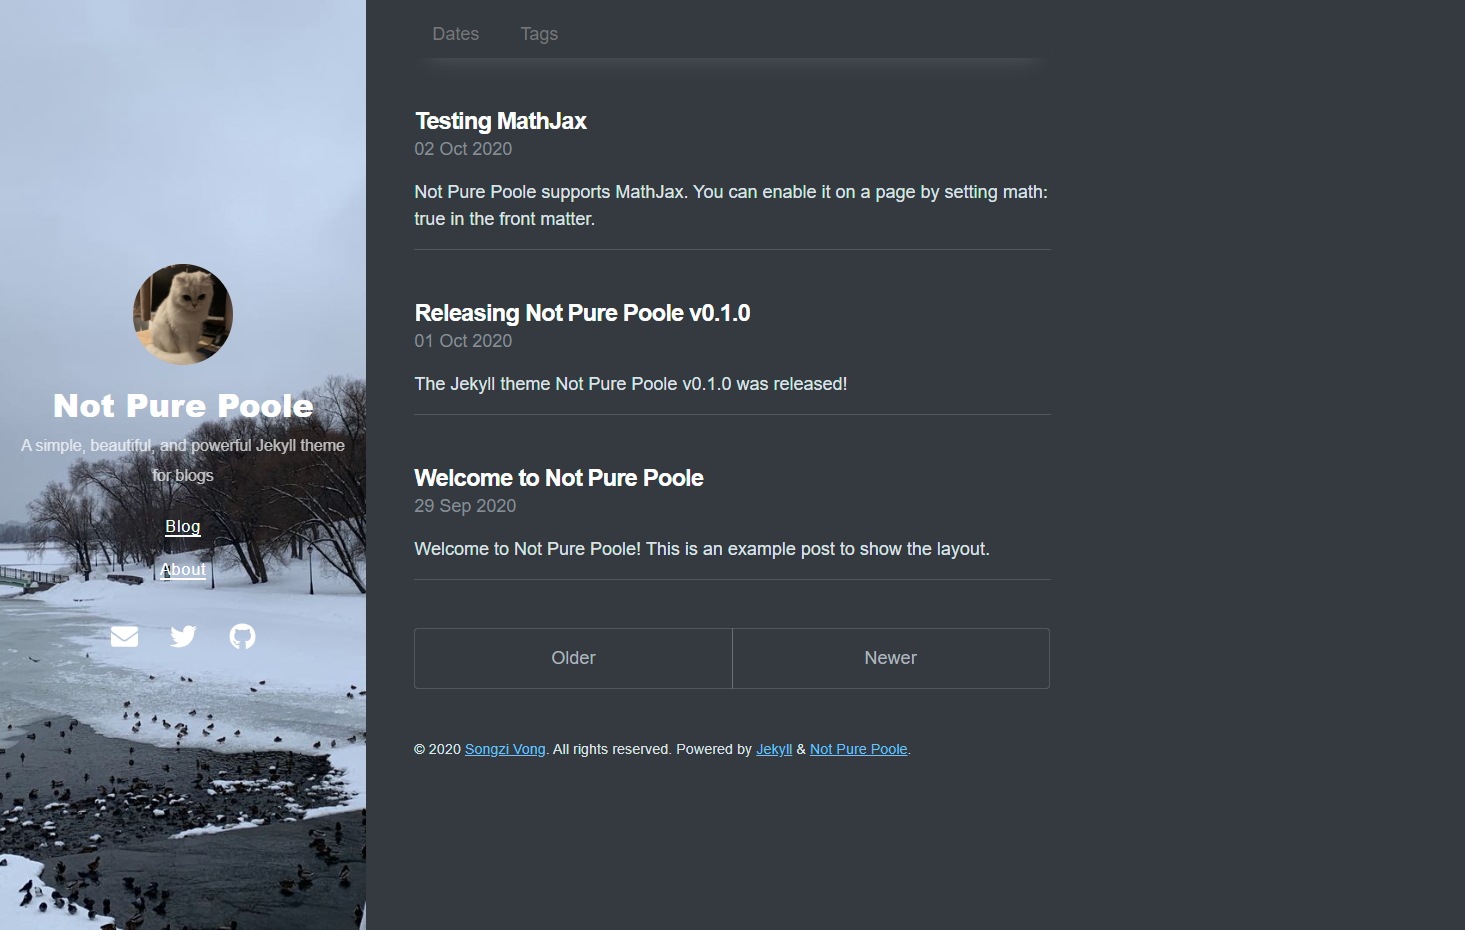 Not Pure Poole
A simple, beautiful, and powerful Jekyll theme
for blogs
Blog
About
Dates Tags
Testing MathJax
02 Oct 2020
Not Pure Poole supports MathJax. You can enable it on a page by setting math:
true in the front matter.
Releasing Not Pure Poole v0.1.0
01 Oct 2020
The Jekyll theme Not Pure Poole v0.1.0 was released!
Welcome to Not Pure Poole
29 Sep 2020
Welcome to Not Pure Poole! This is an example post to show the layout.
Older Newer
© 2020 Songzi Vong. All rights reserved. Powered by Jekyll & Not Pure Poole.